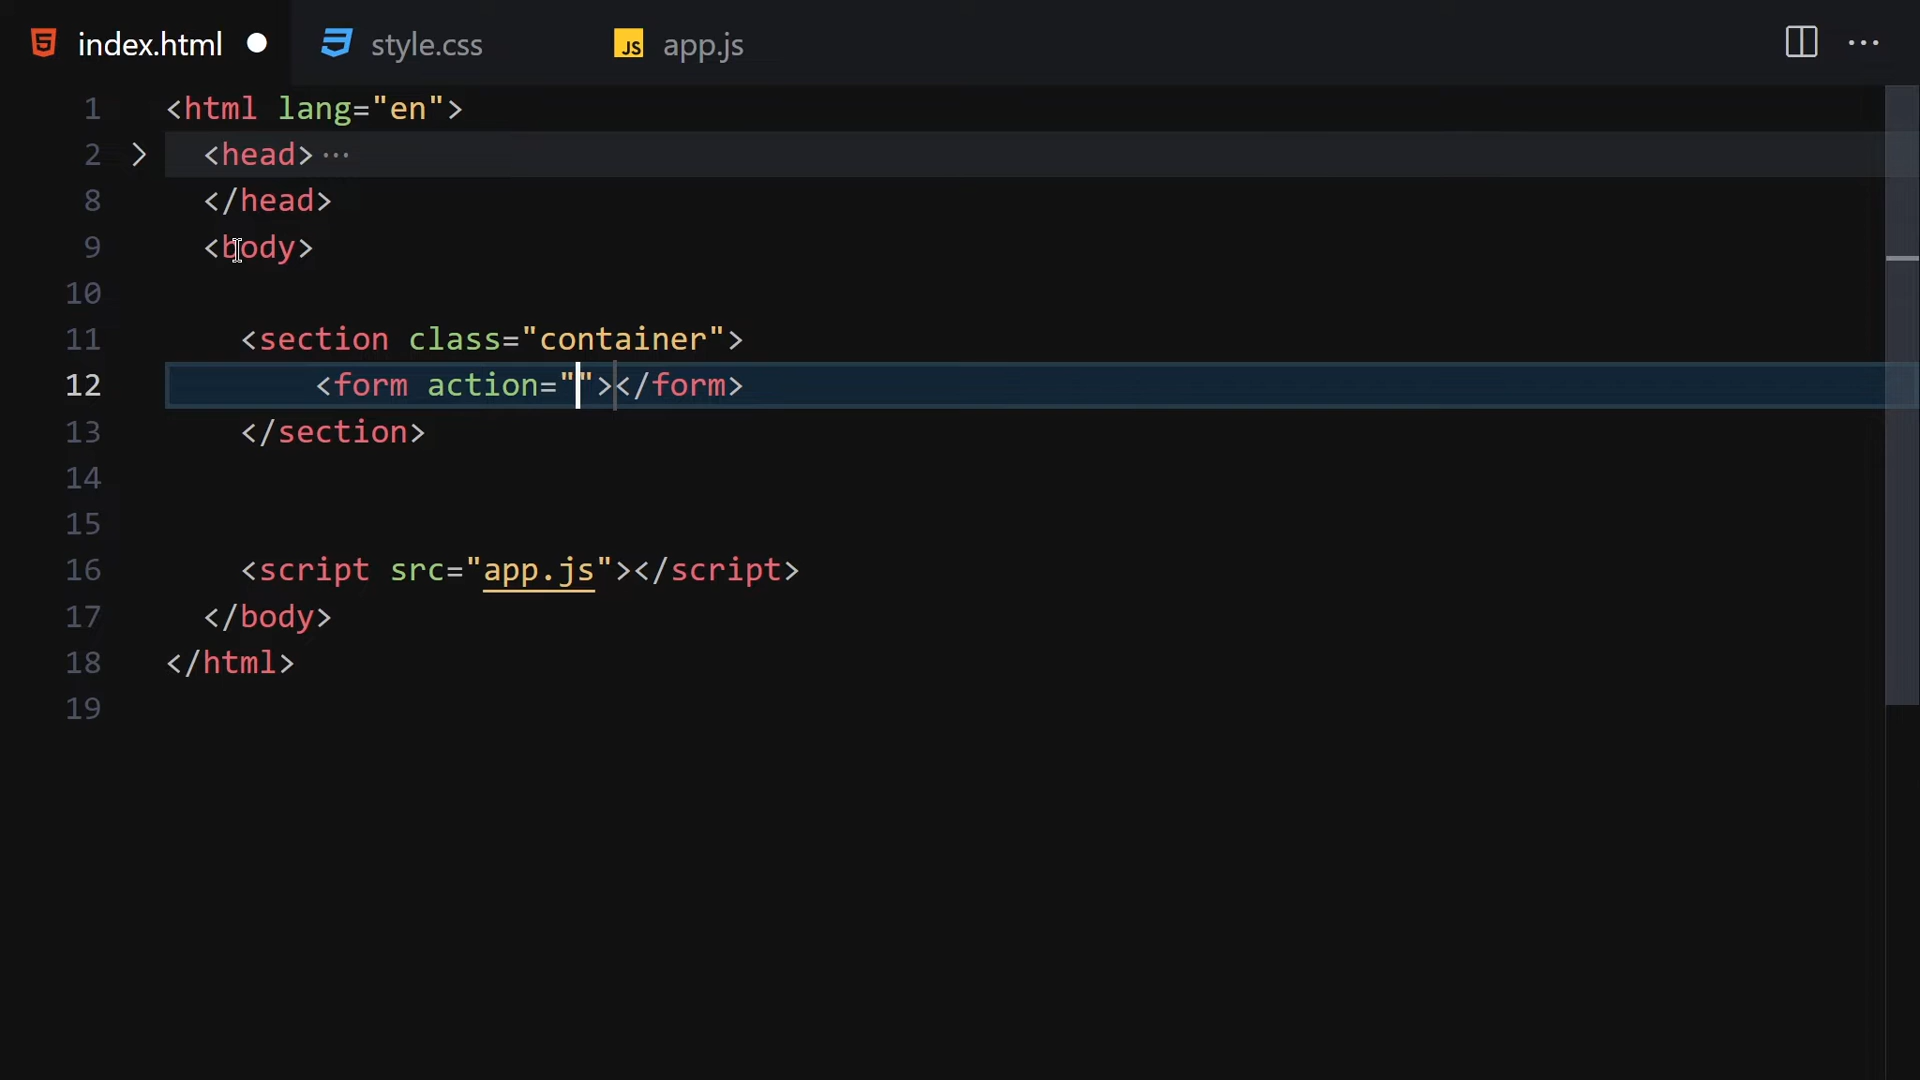 index.html style.css JS app.js
1 <html lang="en">
2 <head>···
8 </head>
9 <body>
10
11 <section class="container">
12 <form action=""></form>
13 </section>
14
15
16 <script src="app.js"></script>
17 </body>
18 </html>
19